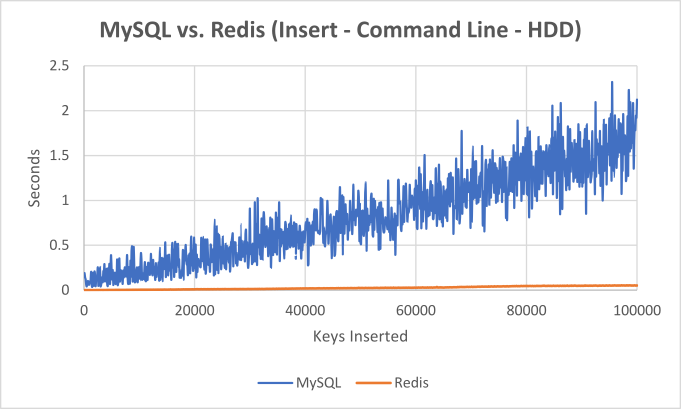 MySQL vs. Redis (Insert - Command Line - HDD)
2.5
2
1.5
1
0.5
0
Seconds
0 20000 40000 60000 80000 100000
Keys Inserted
MySQL Redis